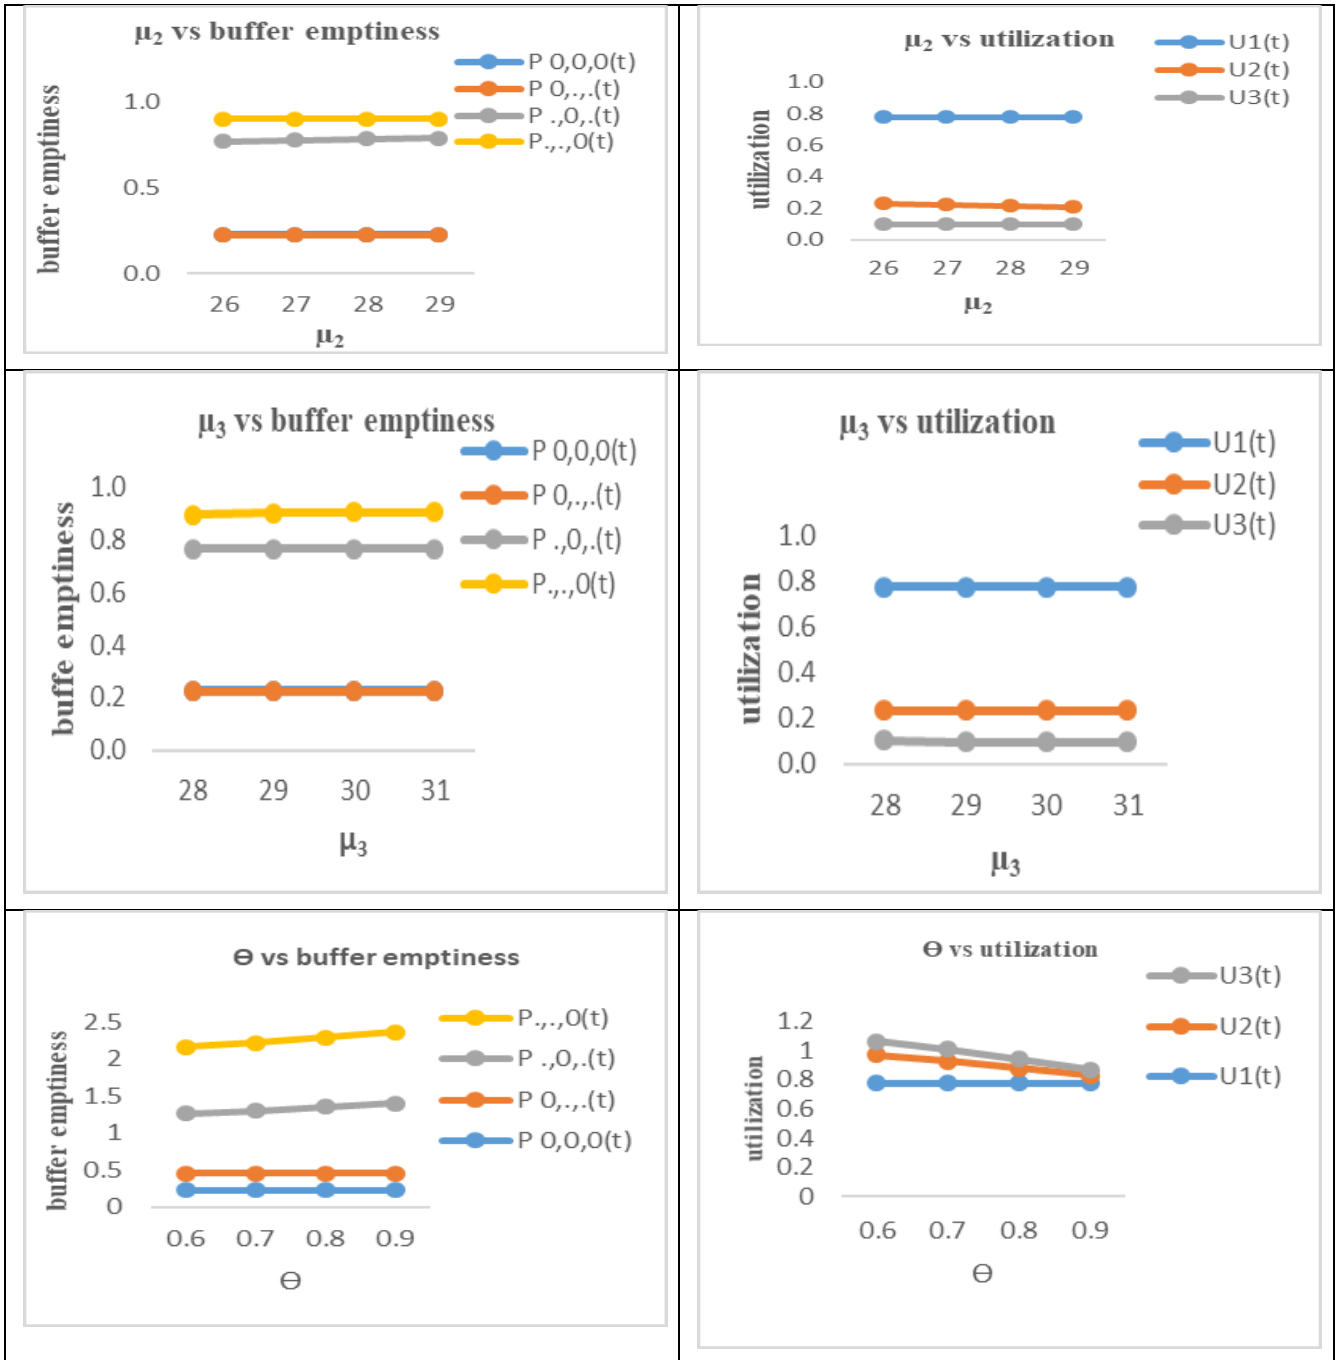 μ₂ vs buffer emptiness
P 0,0,0(t)
P 0,.,.(t)
P .,0,.(t)
P.,.,0(t)
buffer emptiness
1.0
0.5
0.0
26 27 28 29
μ₂
μ₂ vs utilization
U1(t)
U2(t)
U3(t)
utilization
1.0
0.8
0.6
0.4
0.2
0.0
26 27 28 29
μ₂
μ₃ vs buffer emptiness
P 0,0,0(t)
P 0,.,.(t)
P .,0,.(t)
P.,.,0(t)
buffe emptiness
1.0
0.8
0.6
0.4
0.2
0.0
28 29 30 31
μ₃
μ₃ vs utilization
U1(t)
U2(t)
U3(t)
utilization
1.0
0.8
0.6
0.4
0.2
0.0
28 29 30 31
μ₃
ϴ vs buffer emptiness
P.,.,0(t)
P .,0,.(t)
P 0,.,.(t)
P 0,0,0(t)
buffer emptiness
2.5
2
1.5
1
0.5
0
0.6 0.7 0.8 0.9
ϴ
ϴ vs utilization
U3(t)
U2(t)
U1(t)
utilization
1.2
1
0.8
0.6
0.4
0.2
0
0.6 0.7 0.8 0.9
ϴ